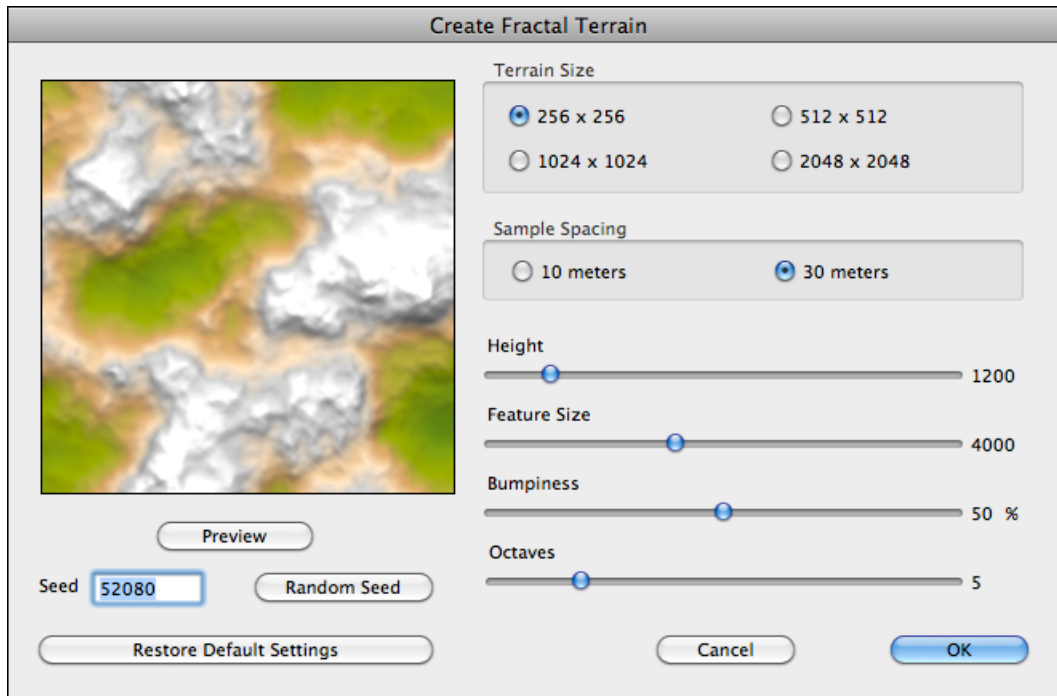 Create Fractal Terrain
Terrain Size
256 x 256
512 x 512
1024 x 1024
2048 x 2048
Sample Spacing
10 meters
30 meters
Height
1200
Feature Size
4000
Bumpiness
50 %
Octaves
5
Preview
Seed 52080 Random Seed
Restore Default Settings
Cancel
OK